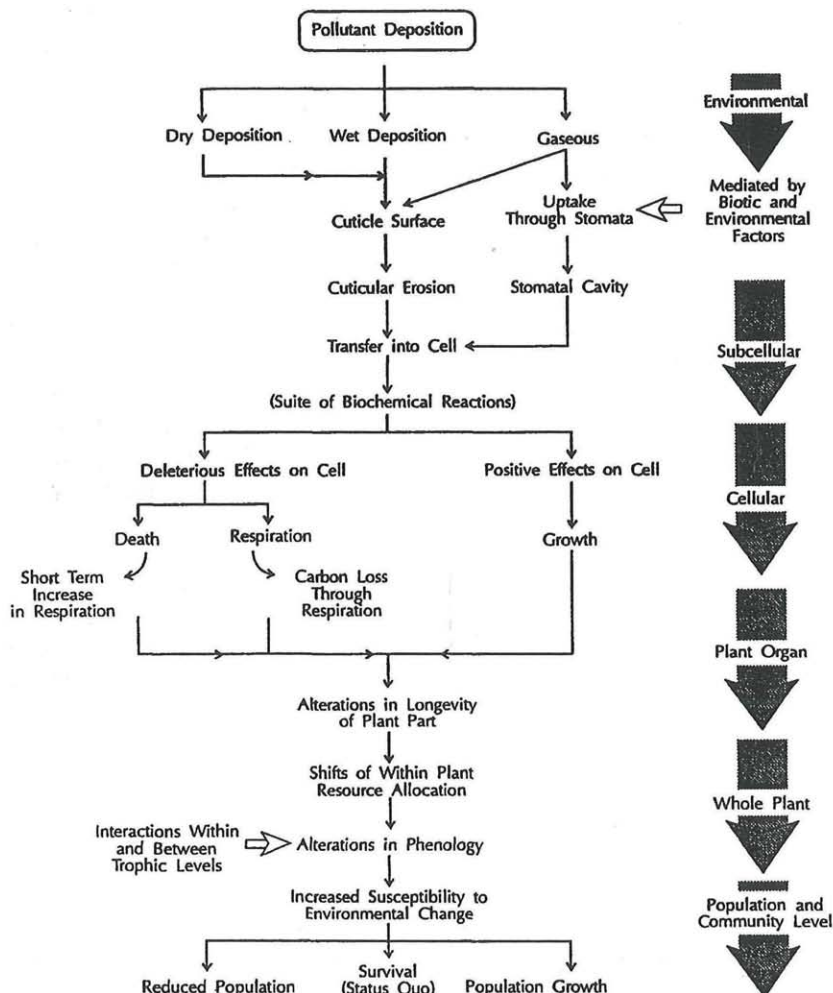 Pollutant Deposition
Environmental
Dry Deposition
Wet Deposition
Gaseous
Mediated by
Biotic and
Environmental
Factors
Uptake
Through Stomata
Cuticle Surface
Cuticular Erosion
Stomatal Cavity
Transfer into Cell
Subcellular
(Suite of Biochemical Reactions)
Deleterious Effects on Cell
Positive Effects on Cell
Cellular
Death
Respiration
Growth
Short Term
Increase
in Respiration
Carbon Loss
Through
Respiration
Plant Organ
Alterations in Longevity
of Plant Part
Shifts of Within Plant
Resource Allocation
Whole Plant
Interactions Within
and Between
Trophic Levels
Alterations in Phenology
Increased Susceptibility to
Environmental Change
Population and
Community Level
Reduced Population
Survival
(Status Quo)
Population Growth